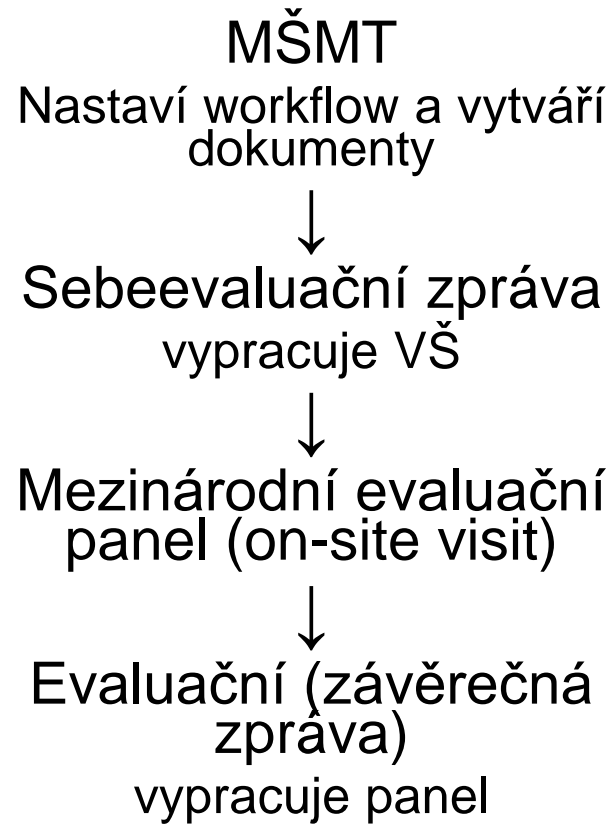 MŠMT
Nastaví workflow a vytváří
dokumenty
↓
Sebeevaluační zpráva
vypracuje VŠ
↓
Mezinárodní evaluační
panel (on-site visit)
↓
Evaluační (závěrečná
zpráva)
vypracuje panel